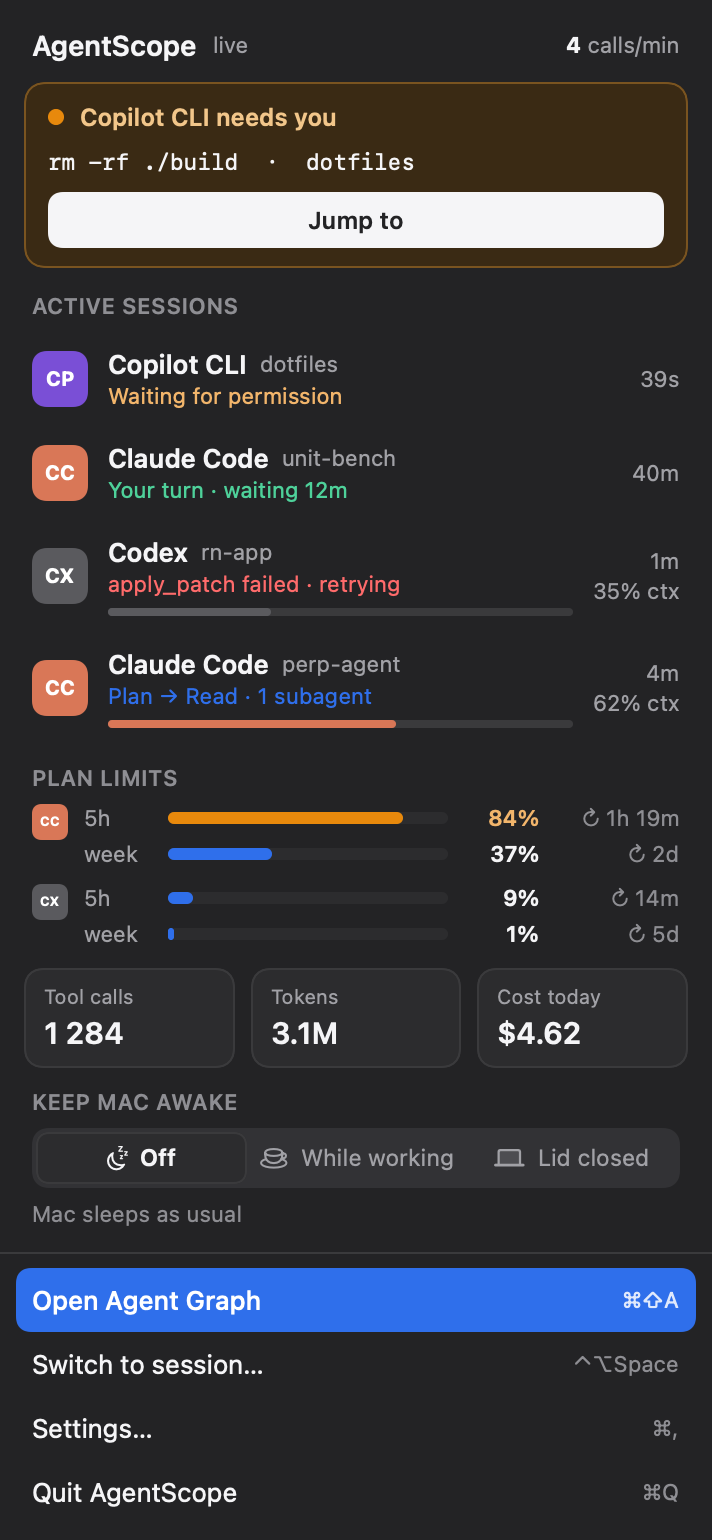 AgentScope live 4 calls/min
Copilot CLI needs you
rm -rf ./build · dotfiles
Jump to
ACTIVE SESSIONS
CP Copilot CLI dotfiles 39s
Waiting for permission
CC Claude Code unit-bench 40m
Your turn · waiting 12m
CX Codex rn-app 1m
apply_patch failed · retrying 35% ctx
CC Claude Code perp-agent 4m
Plan → Read · 1 subagent 62% ctx
PLAN LIMITS
CC 5h 84% ↻ 1h 19m
week 37% ↻ 2d
CX 5h 9% ↻ 14m
week 1% ↻ 5d
Tool calls Tokens Cost today
1 284 3.1M $4.62
KEEP MAC AWAKE
Off While working Lid closed
Mac sleeps as usual
Open Agent Graph ⌘⇧A
Switch to session... ^⌥Space
Settings... ⌘,
Quit AgentScope ⌘Q